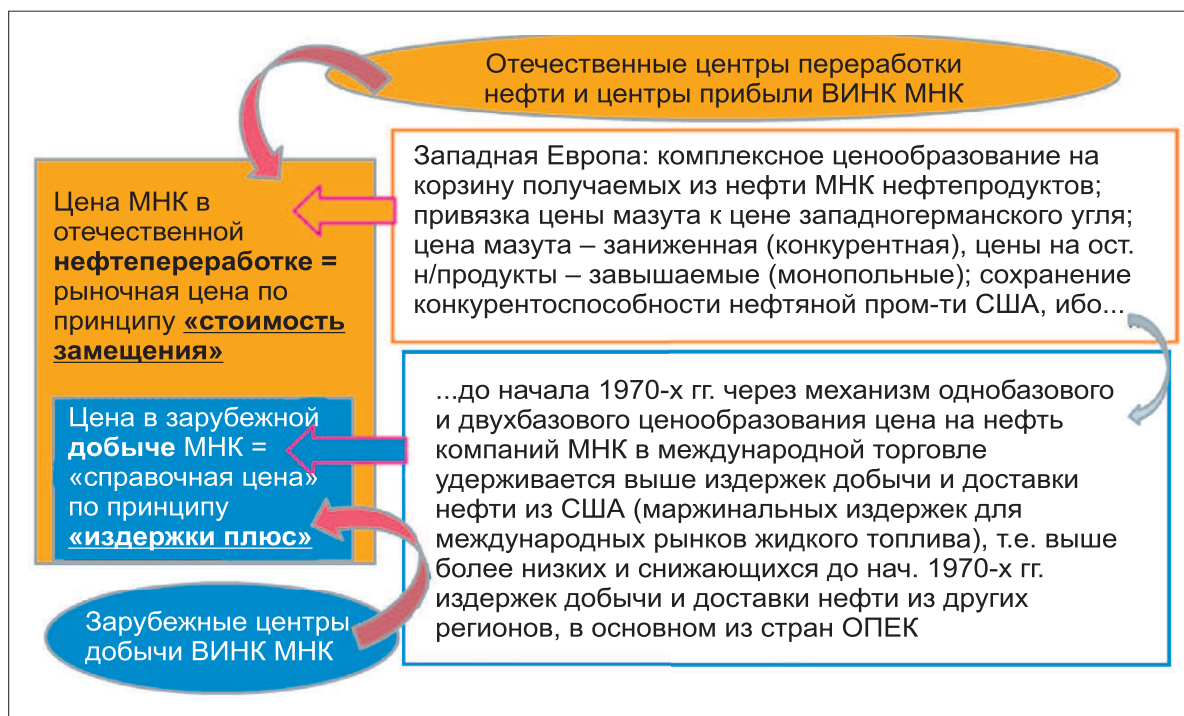 Отечественные центры переработки
нефти и центры прибыли ВИНК МНК
Западная Европа: комплексное ценообразование на
корзину получаемых из нефти МНК нефтепродуктов;
привязка цены мазута к цене западногерманского угля;
цена мазута – заниженная (конкурентная), цены на ост.
н/продукты – завышаемые (монопольные); сохранение
конкурентоспособности нефтяной пром-ти США, ибо...
Цена МНК в
отечественной
нефтепереработке =
рыночная цена по
принципу «стоимость
замещения»
...до начала 1970-х гг. через механизм однобазового
и двухбазового ценообразования цена на нефть
компаний МНК в международной торговле
удерживается выше издержек добычи и доставки
нефти из США (маржинальных издержек для
международных рынков жидкого топлива), т.е. выше
более низких и снижающихся до нач. 1970-х гг.
издержек добычи и доставки нефти из других
регионов, в основном из стран ОПЕК
Цена в зарубежной
добыче МНК =
«справочная цена»
по принципу
«издержки плюс»
Зарубежные центры
добычи ВИНК МНК